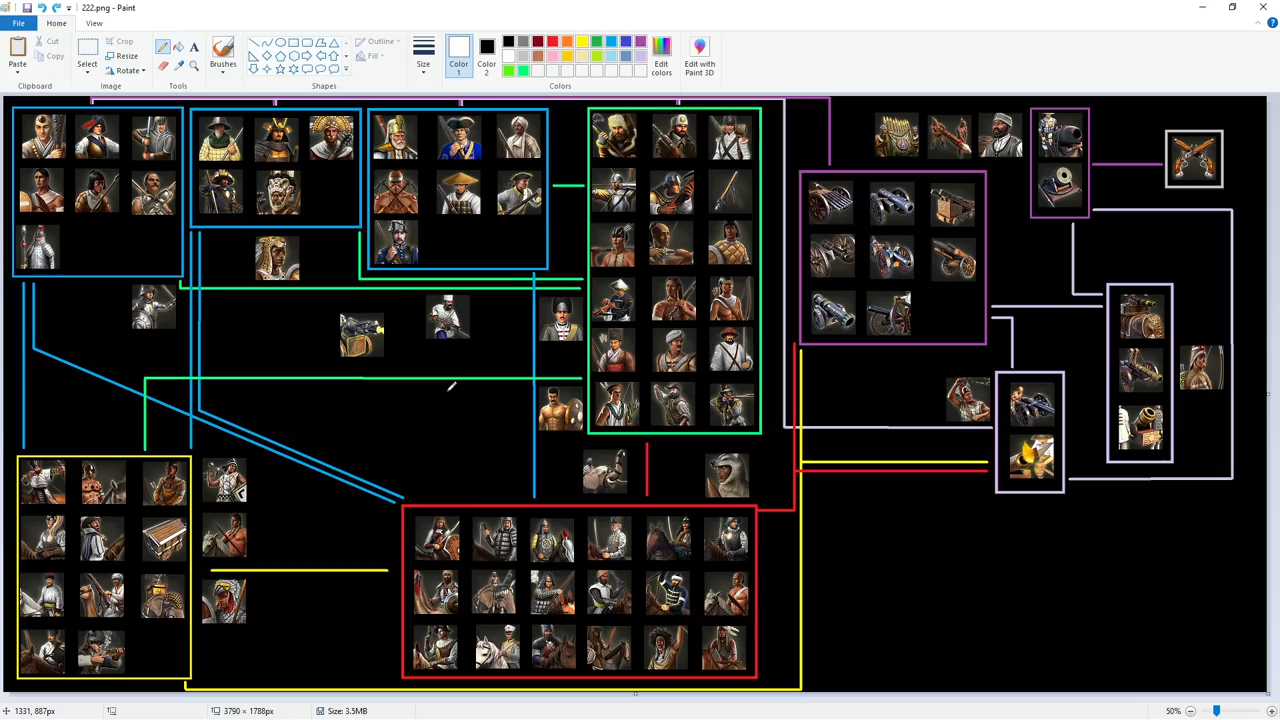 222.png - Paint
File
Home
View
Paste
Cut
Copy
Clipboard
Select
Crop
Resize
Rotate
Image
A
Tools
Brushes
Outline
Fill
Shapes
Size
Color 1
Color 2
Edit colors
Colors
Edit with Paint 3D
1331, 887px
3790 × 1788px
Size: 3.5MB
50%